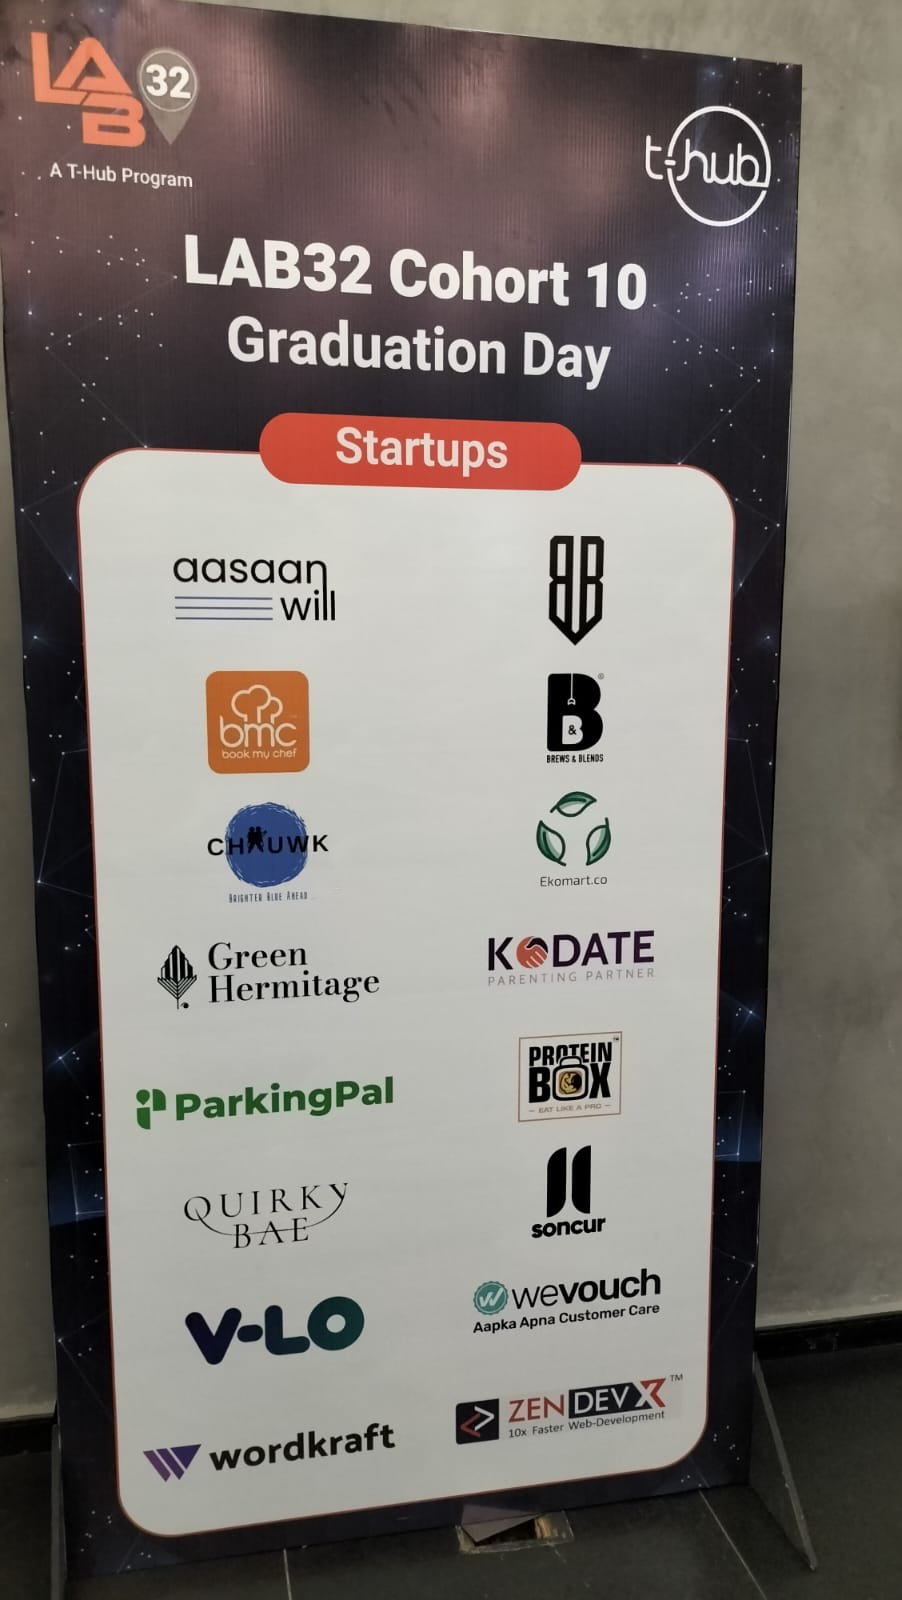 LAB
32
A T-Hub Program
t-hub
LAB32 Cohort 10
Graduation Day
Startups
aasaan
will
BB
bmc
book my chef
B
&
BREWS & BLENDS
CHAUWK
BRIGHTER BLUE AHEAD
Ekomart.co
Green
Hermitage
KODATE
PARENTING PARTNER
ParkingPal
PROTEIN
BOX
EAT LIKE A PRO
QUIRKY
BAE
soncur
V-LO
wevouch
Aapka Apna Customer Care
wordkraft
ZEN DEVX ™
10x Faster Web-Development